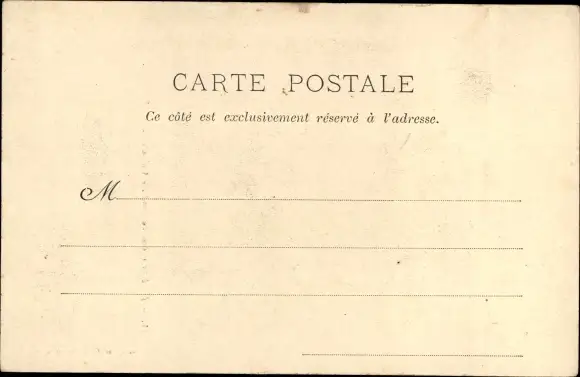 CARTE POSTALE
Ce côté est exclusivement réservé à l'adresse.
M